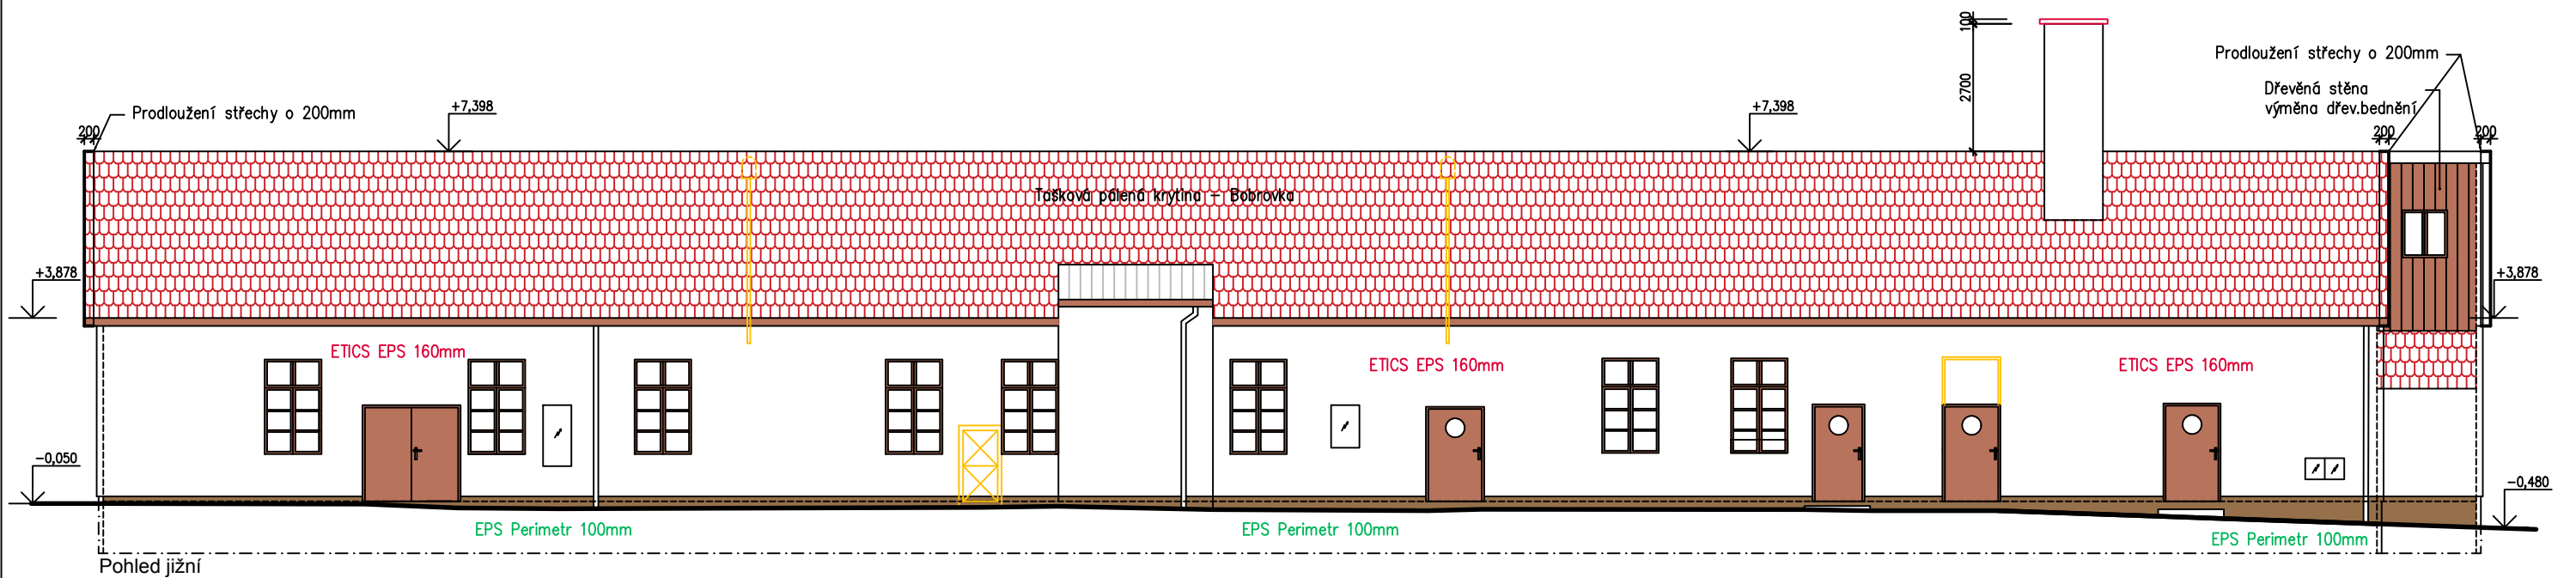 100
2700
Prodloužení střechy o 200mm
Dřevěná stěna
výměna dřev.bednění
+7,398
+7,398
Prodloužení střechy o 200mm
200
200
200
Tašková pálená krytina – Bobrovka
+3,878
+3,878
ETICS EPS 160mm
ETICS EPS 160mm
ETICS EPS 160mm
-0,050
-0,480
EPS Perimetr 100mm
EPS Perimetr 100mm
EPS Perimetr 100mm
Pohled jižní